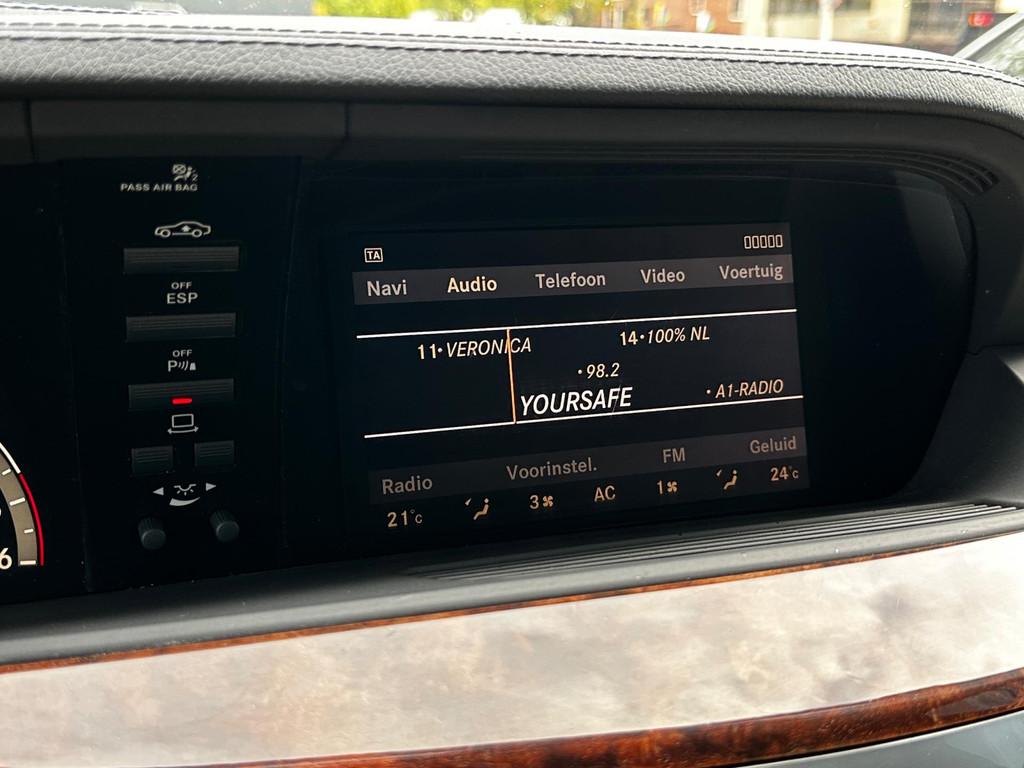 PASS AIR BAG
OFF
ESP
OFF
P
6
TA
Navi Audio Telefoon Video Voertuig
11•VERONICA 14•100% NL
•98.2
YOURSAFE •A1-RADIO
Radio Voorinstel. FM Geluid
21°C 3 AC 1 24°C